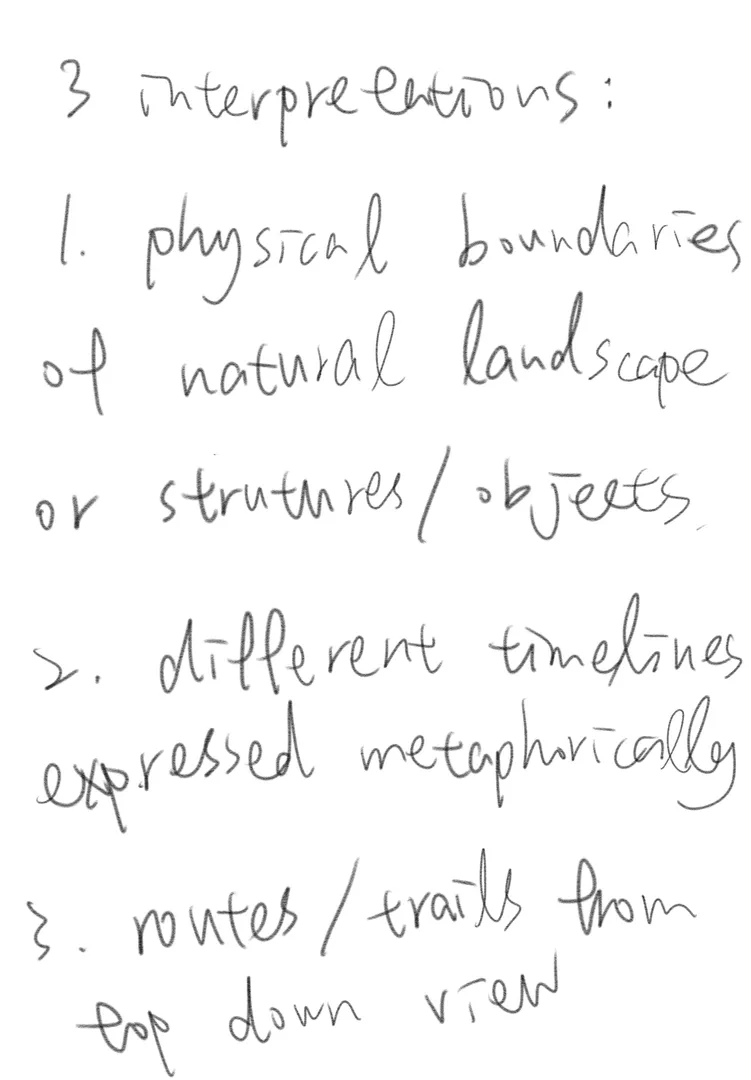 3 interpretations:
1. physical boundaries
of natural landscape
or strutures/objects.
2. different timelines
expressed metaphorically
3. routes/trails from
top down view